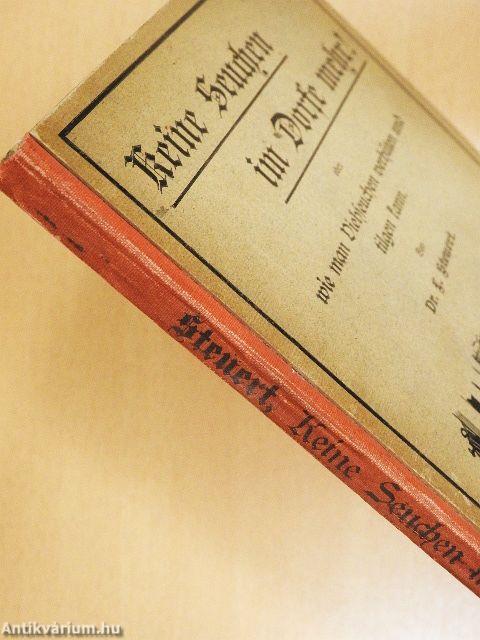 Keine Seuchen
im Dorfe mehr!
oder
wie man Viehseuchen verhüten und
tilgen kann.
Von
Dr. L. Steuert.
Steuert, Keine Seuchen
Antikvárium.hu